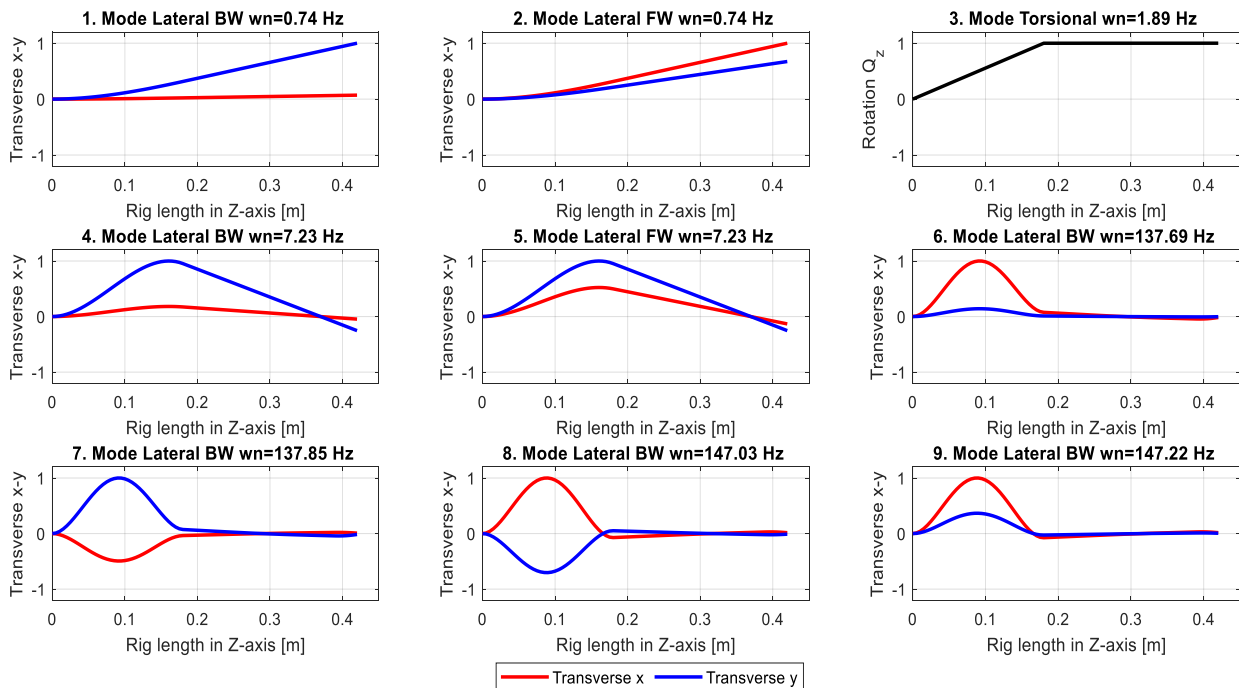 1. Mode Lateral BW wn=0.74 Hz
Transverse x-y
1
0
-1
0 0.1 0.2 0.3 0.4
Rig length in Z-axis [m]
2. Mode Lateral FW wn=0.74 Hz
Transverse x-y
1
0
-1
0 0.1 0.2 0.3 0.4
Rig length in Z-axis [m]
3. Mode Torsional wn=1.89 Hz
Rotation Q_z
1
0
-1
0 0.1 0.2 0.3 0.4
Rig length in Z-axis [m]
4. Mode Lateral BW wn=7.23 Hz
Transverse x-y
1
0
-1
0 0.1 0.2 0.3 0.4
Rig length in Z-axis [m]
5. Mode Lateral FW wn=7.23 Hz
Transverse x-y
1
0
-1
0 0.1 0.2 0.3 0.4
Rig length in Z-axis [m]
6. Mode Lateral BW wn=137.69 Hz
Transverse x-y
1
0
-1
0 0.1 0.2 0.3 0.4
Rig length in Z-axis [m]
7. Mode Lateral BW wn=137.85 Hz
Transverse x-y
1
0
-1
0 0.1 0.2 0.3 0.4
Rig length in Z-axis [m]
8. Mode Lateral BW wn=147.03 Hz
Transverse x-y
1
0
-1
0 0.1 0.2 0.3 0.4
Rig length in Z-axis [m]
9. Mode Lateral BW wn=147.22 Hz
Transverse x-y
1
0
-1
0 0.1 0.2 0.3 0.4
Rig length in Z-axis [m]
Transverse x Transverse y